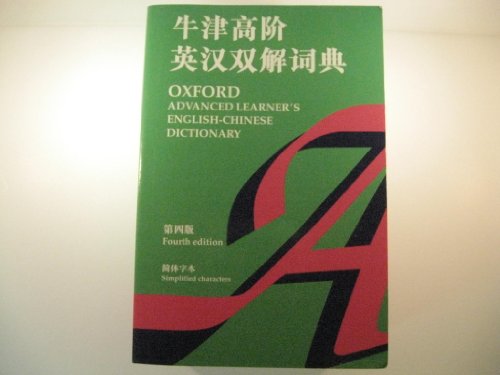 牛津高阶
英汉双解词典
OXFORD
ADVANCED LEARNER'S
ENGLISH-CHINESE
DICTIONARY
第四版
Fourth edition
简体字本
Simplified characters